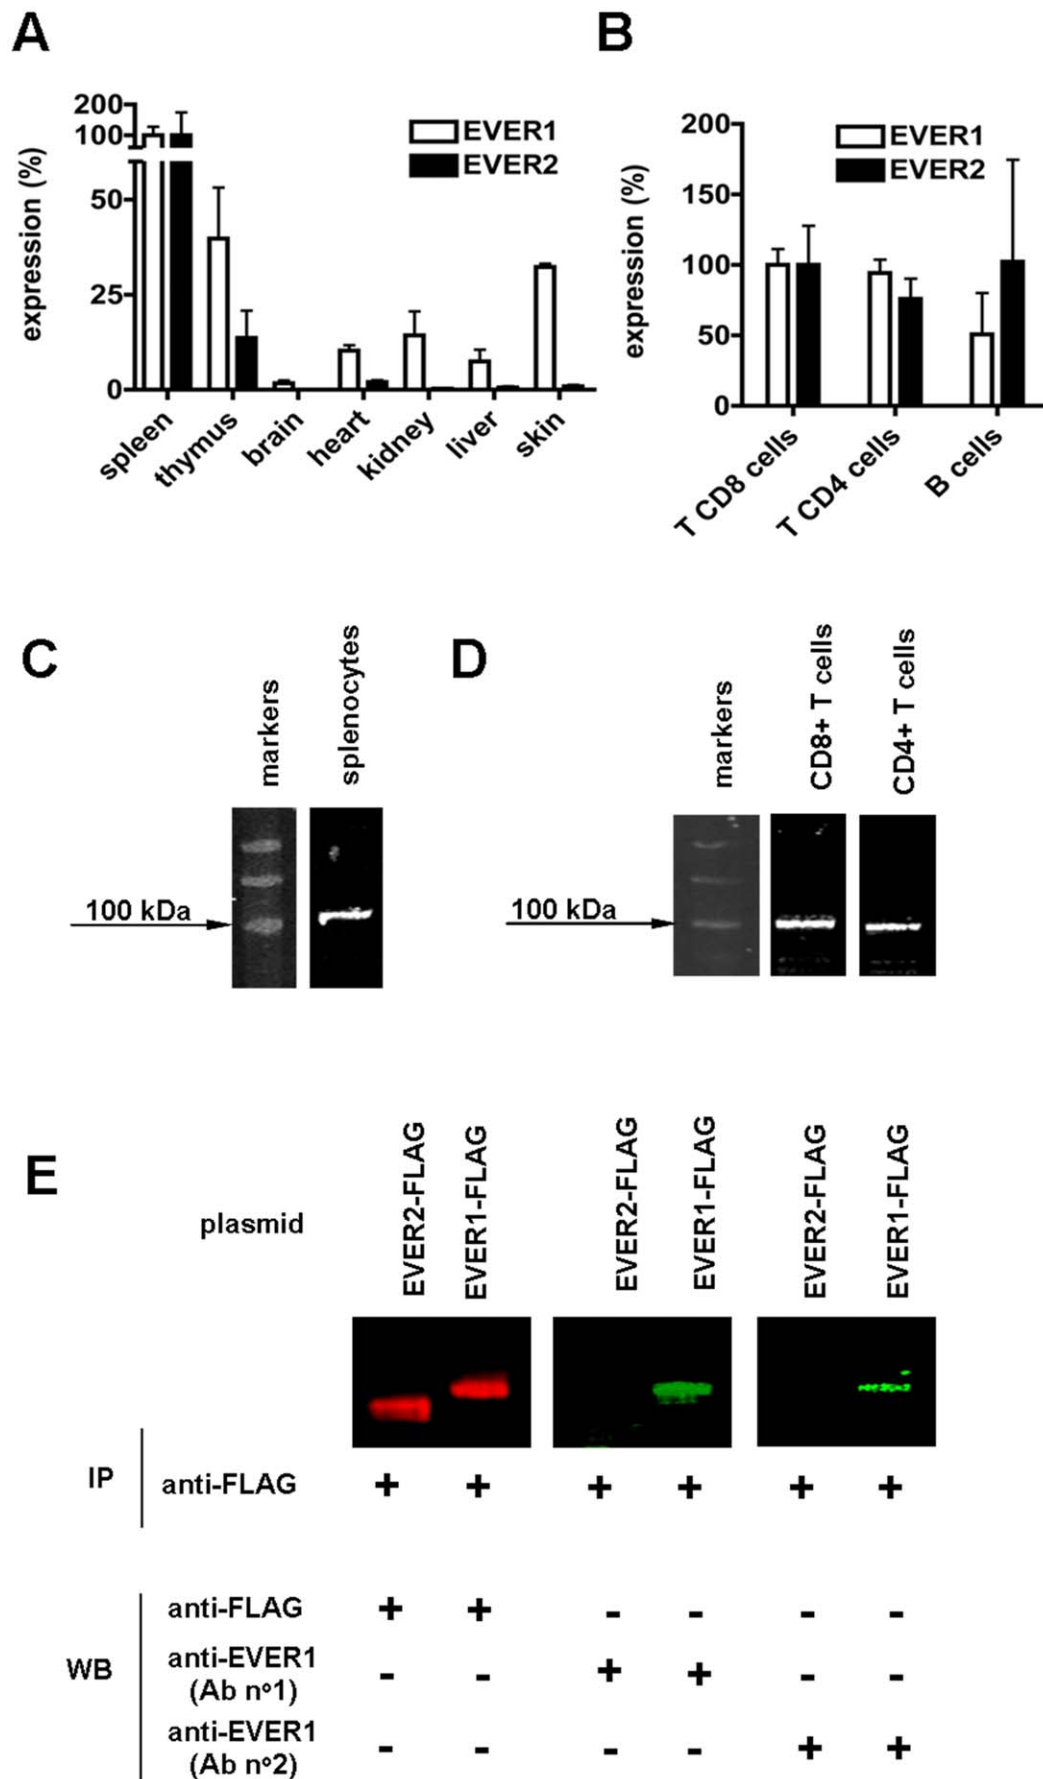 A
B
200
100
50
25
0
expression (%)
EVER1
EVER2
spleen
thymus
brain
heart
kidney
liver
skin
200
150
100
50
0
expression (%)
EVER1
EVER2
T CD8 cells
T CD4 cells
B cells
C
D
markers
splenocytes
100 kDa
markers
CD8+ T cells
CD4+ T cells
100 kDa
E
plasmid
EVER2-FLAG
EVER1-FLAG
EVER2-FLAG
EVER1-FLAG
EVER2-FLAG
EVER1-FLAG
IP
anti-FLAG + + + + + +
WB
anti-FLAG + + - - - -
anti-EVER1
(Ab nº1) - - + + - -
anti-EVER1
(Ab nº2) - - - - + +